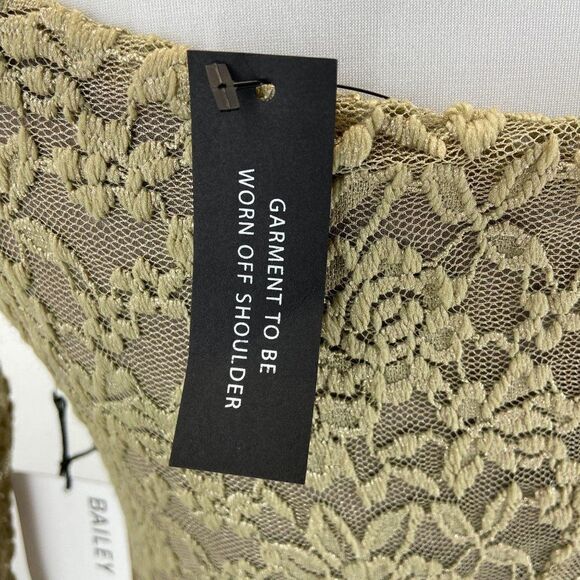 GARMENT TO BE
WORN OFF SHOULDER
BAILEY